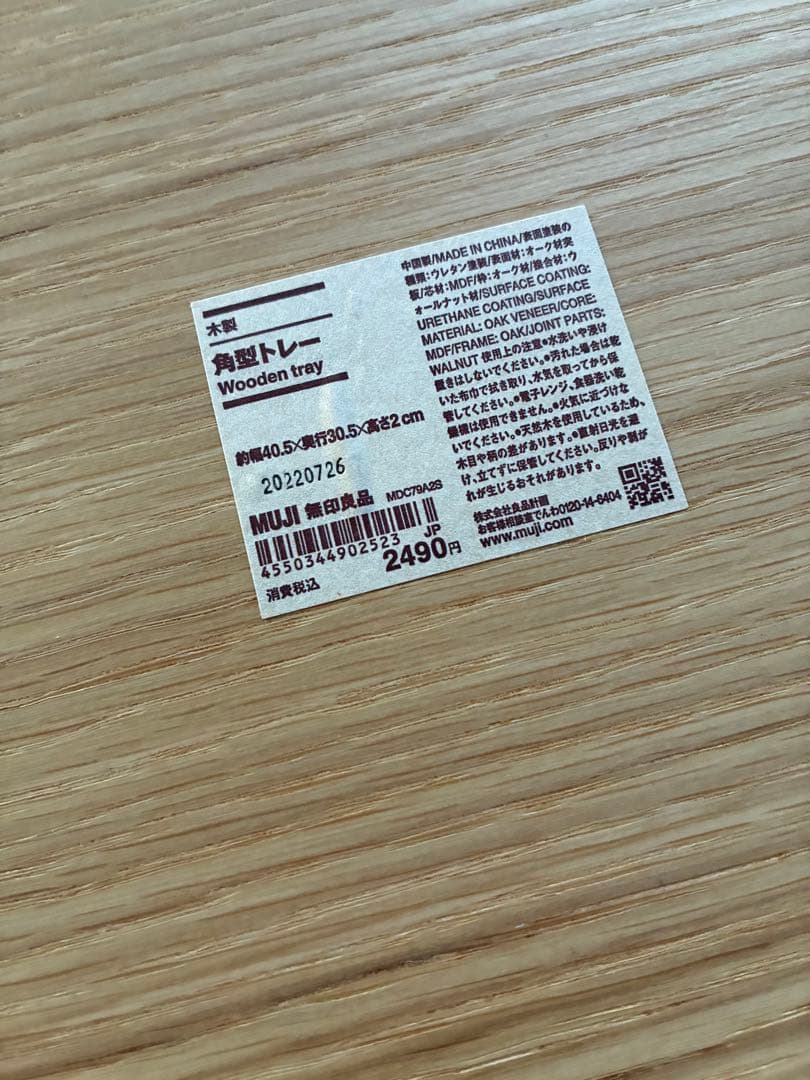 木製
角型トレー
Wooden tray
約幅40.5×奥行30.5×高さ2cm
20220726
MUJI 無印良品 MDC79A2S
4550344902523
JP
消費税込 2490円
中国製/MADE IN CHINA/表面塗装の
種類:ウレタン塗装/表面材:オーク材突
板/芯材:MDF/枠:オーク材/接合材:ウ
ォールナット材/SURFACE COATING:
URETHANE COATING/SURFACE
MATERIAL: OAK VENEER/CORE:
MDF/FRAME: OAK/JOINT PARTS:
WALNUT 使用上の注意●水洗いや浸け
置きはしないでください。●汚れた場合は乾
いた布巾で拭き取り、水気を取ってから保
管してください。●電子レンジ、食器洗い乾
燥機は使用できません。●火気に近づけな
いでください。●天然木を使用しているため、
木目や柄の差があります。●直射日光を避
け、立てずに保管してください。反りや割が
れが生じるおそれがあります。
株式会社良品計画
お客様相談室でんわ0120-14-6404
www.muji.com